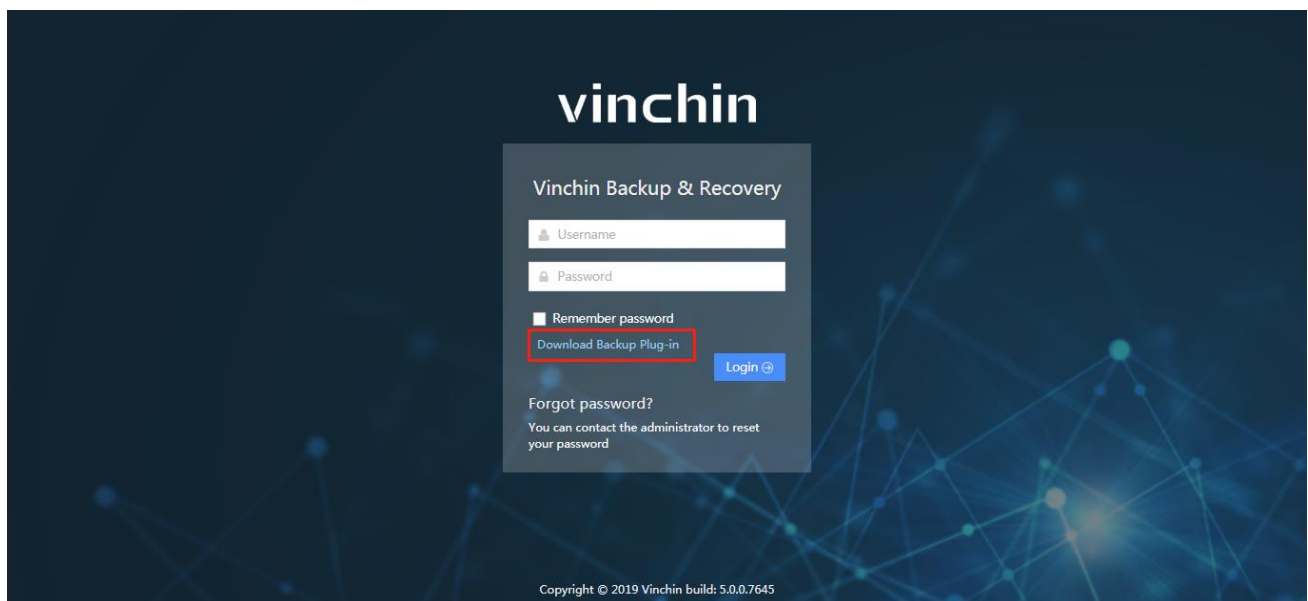 vinchin
Vinchin Backup & Recovery
Username
Password
Remember password
Download Backup Plug-in
Login
Forgot password?
You can contact the administrator to reset
your password
Copyright © 2019 Vinchin build: 5.0.0.7645